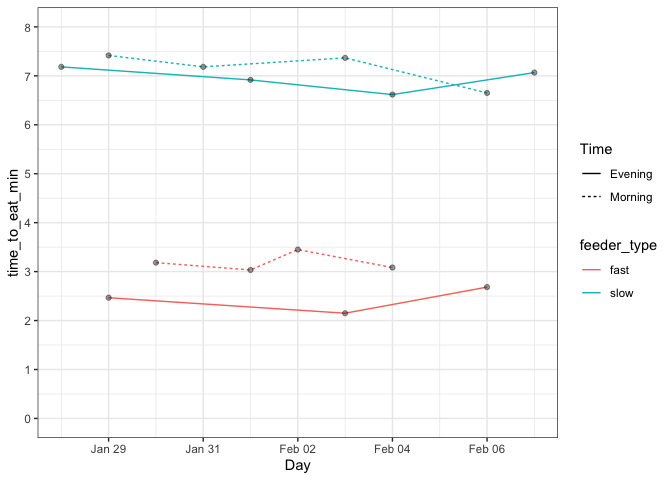 8
7
6
5
4
3
2
1
0
time_to_eat_min
Jan 29 Jan 31 Feb 02 Feb 04 Feb 06
Day
Time
Evening
Morning
feeder_type
fast
slow